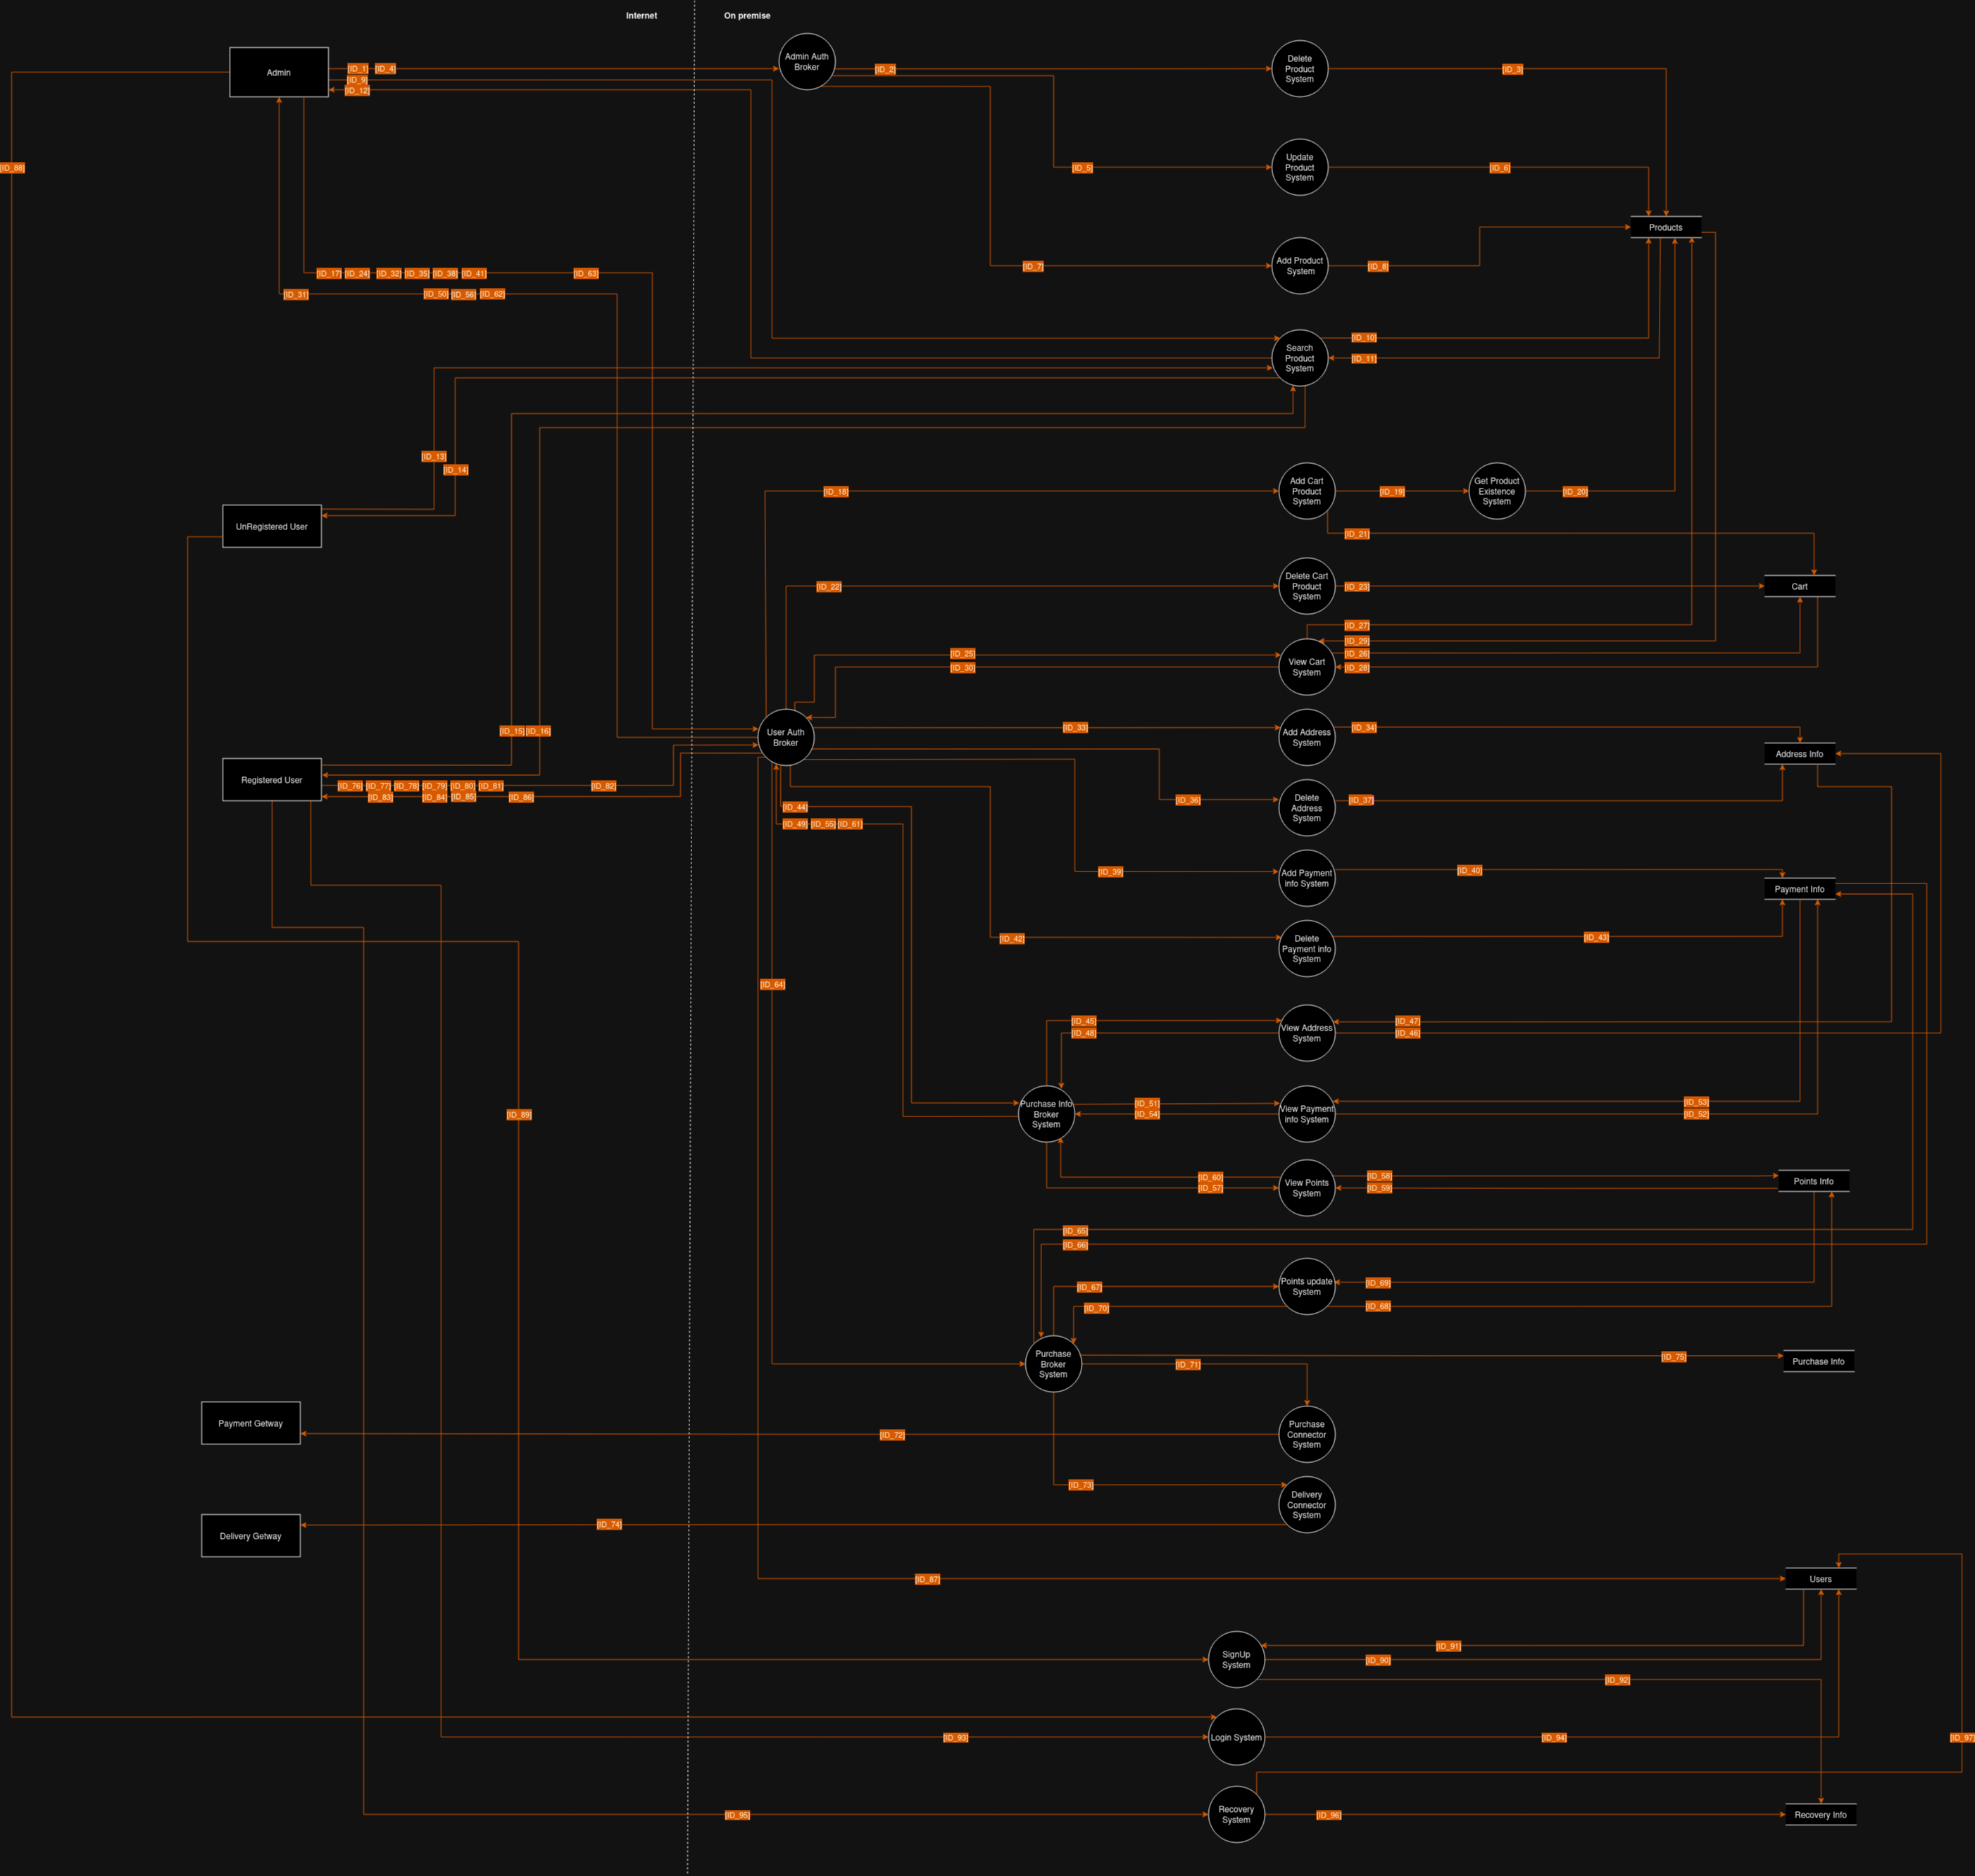 Internet
On premise
Admin
Admin Auth
Broker
Delete
Product
System
[ID_1]
[ID_4]
[ID_2]
[ID_3]
[ID_9]
[ID_12]
[ID_88]
Update
Product
System
[ID_5]
[ID_6]
Products
Add Product
System
[ID_7]
[ID_8]
[ID_17]
[ID_24]
[ID_32]
[ID_35]
[ID_38]
[ID_41]
[ID_63]
[ID_31]
[ID_50]
[ID_56]
[ID_62]
Search
Product
System
[ID_10]
[ID_11]
[ID_13]
[ID_14]
UnRegistered User
[ID_18]
Add Cart
Product
System
[ID_19]
Get Product
Existence
System
[ID_20]
[ID_21]
[ID_22]
Delete Cart
Product
System
[ID_23]
Cart
[ID_27]
[ID_29]
[ID_26]
[ID_28]
[ID_25]
[ID_30]
View Cart
System
[ID_15]
[ID_16]
User Auth
Broker
[ID_33]
Add Address
System
[ID_34]
Address Info
Registered User
[ID_76]
[ID_77]
[ID_78]
[ID_79]
[ID_80]
[ID_81]
[ID_82]
[ID_83]
[ID_84]
[ID_85]
[ID_86]
[ID_44]
[ID_49]
[ID_55]
[ID_61]
[ID_36]
Delete
Address
System
[ID_37]
[ID_39]
Add Payment
info System
[ID_40]
Payment Info
[ID_42]
Delete
Payment info
System
[ID_43]
[ID_64]
[ID_45]
[ID_48]
View Address
System
[ID_47]
[ID_46]
[ID_89]
Purchase Info
Broker
System
[ID_51]
[ID_54]
View Payment
info System
[ID_53]
[ID_52]
[ID_60]
[ID_57]
View Points
System
[ID_58]
[ID_59]
Points Info
[ID_65]
[ID_66]
[ID_67]
[ID_70]
Points update
System
[ID_69]
[ID_68]
Purchase
Broker
System
[ID_71]
[ID_75]
Purchase Info
Payment Getway
[ID_72]
Purchase
Connector
System
[ID_73]
Delivery
Connector
System
Delivery Getway
[ID_74]
[ID_87]
Users
SignUp
System
[ID_91]
[ID_90]
[ID_92]
[ID_93]
Login System
[ID_94]
[ID_97]
[ID_95]
Recovery
System
[ID_96]
Recovery Info